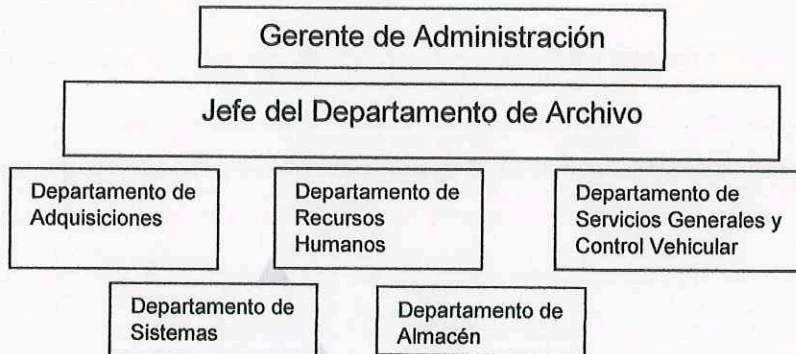 Gerente de Administración
Jefe del Departamento de Archivo
Departamento de
Adquisiciones
Departamento de
Recursos
Humanos
Departamento de
Servicios Generales y
Control Vehicular
Departamento de
Sistemas
Departamento de
Almacén